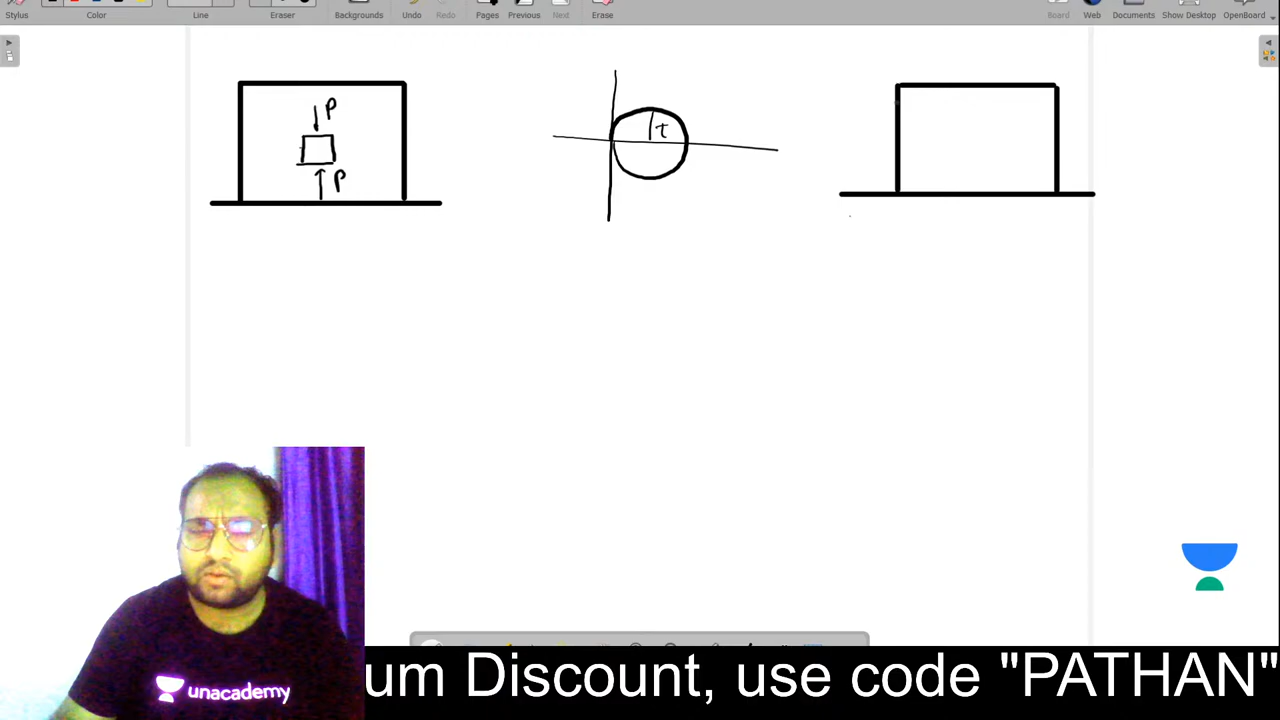 Stylus Color Line Eraser Backgrounds Undo Redo Pages Previous Next Erase Board Web Documents Show Desktop OpenBoard
P
τ
P
unacademy
um Discount, use code "PATHAN"